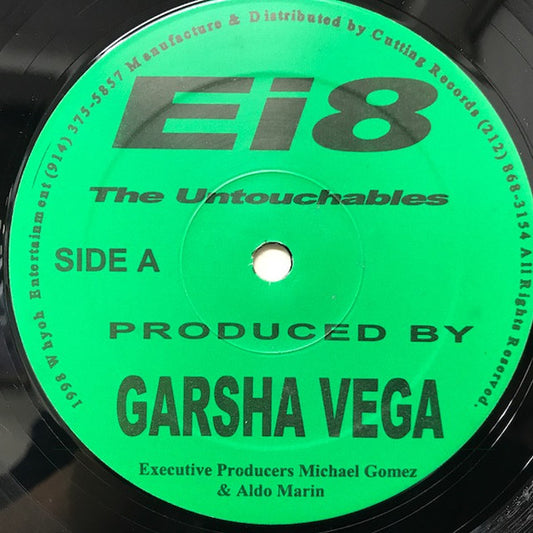 1998 Whyoh Entertainment (914) 375-5857 Manufacture & Distributed by Cutting Records (212) 868-3154 All Rights Reserved.
Ei8
The Untouchables
SIDE A
PRODUCED BY
GARSHA VEGA
Executive Producers Michael Gomez
& Aldo Marin